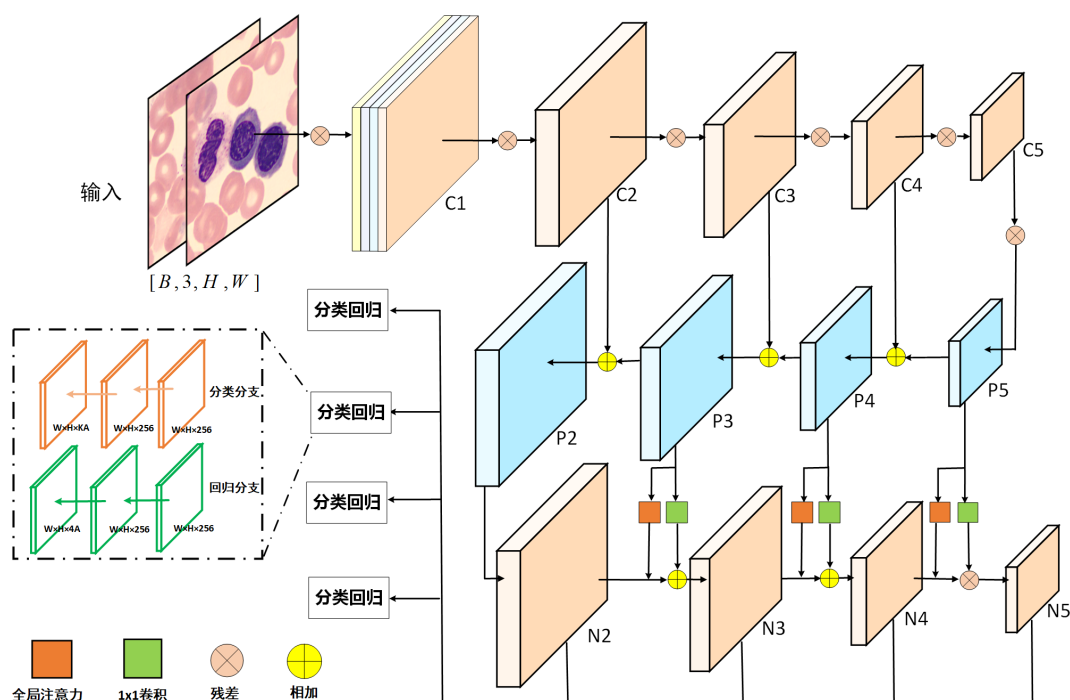 输入
[B,3,H,W]
C1
C2
C3
C4
C5
P2
P3
P4
P5
N2
N3
N4
N5
分类回归
分类回归
分类回归
分类回归
分类分支
W×H×KA
W×H×256
W×H×256
回归分支
W×H×4A
W×H×256
W×H×256
全局注意力
1x1卷积
残差
相加